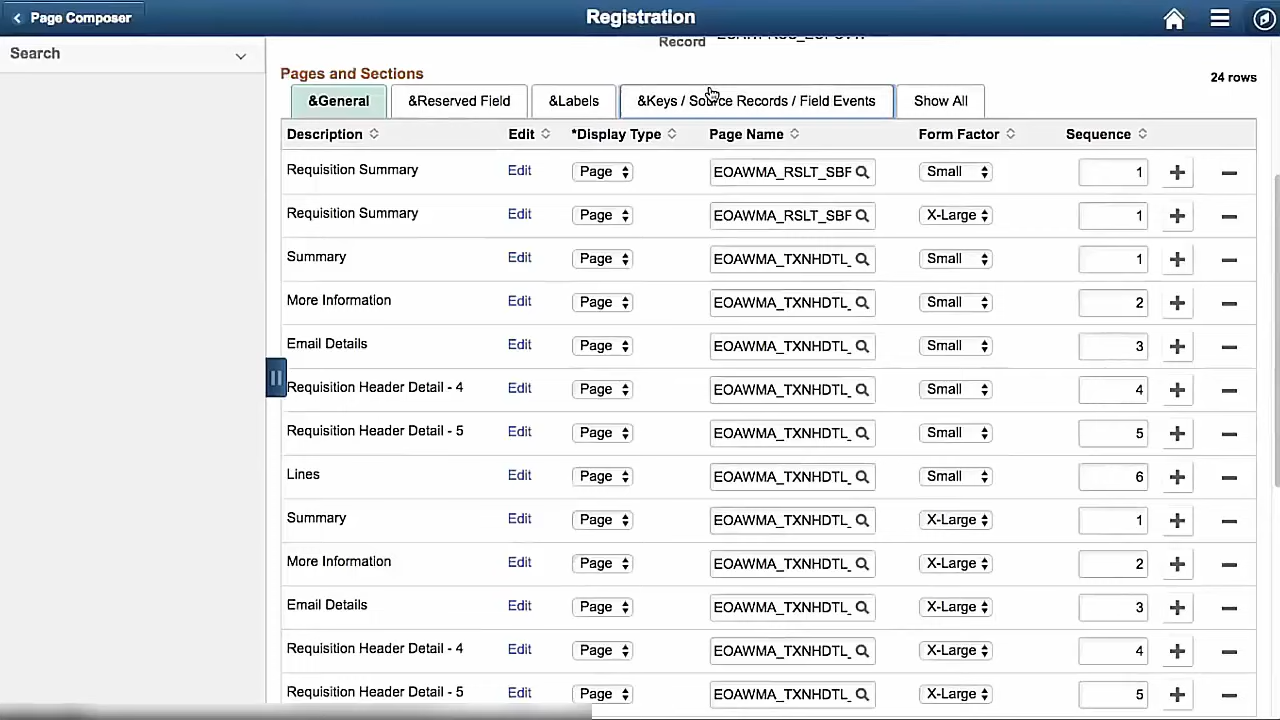 Page Composer
Registration
Search
Record
Pages and Sections
24 rows
&General
&Reserved Field
&Labels
&Keys / Source Records / Field Events
Show All
Description Edit *Display Type Page Name Form Factor Sequence
Requisition Summary Edit Page EOAWMA_RSLT_SBF Small 1
Requisition Summary Edit Page EOAWMA_RSLT_SBF X-Large 1
Summary Edit Page EOAWMA_TXNHDTL_ Small 1
More Information Edit Page EOAWMA_TXNHDTL_ Small 2
Email Details Edit Page EOAWMA_TXNHDTL_ Small 3
Requisition Header Detail - 4 Edit Page EOAWMA_TXNHDTL_ Small 4
Requisition Header Detail - 5 Edit Page EOAWMA_TXNHDTL_ Small 5
Lines Edit Page EOAWMA_TXNHDTL_ Small 6
Summary Edit Page EOAWMA_TXNHDTL_ X-Large 1
More Information Edit Page EOAWMA_TXNHDTL_ X-Large 2
Email Details Edit Page EOAWMA_TXNHDTL_ X-Large 3
Requisition Header Detail - 4 Edit Page EOAWMA_TXNHDTL_ X-Large 4
Requisition Header Detail - 5 Edit Page EOAWMA_TXNHDTL_ X-Large 5